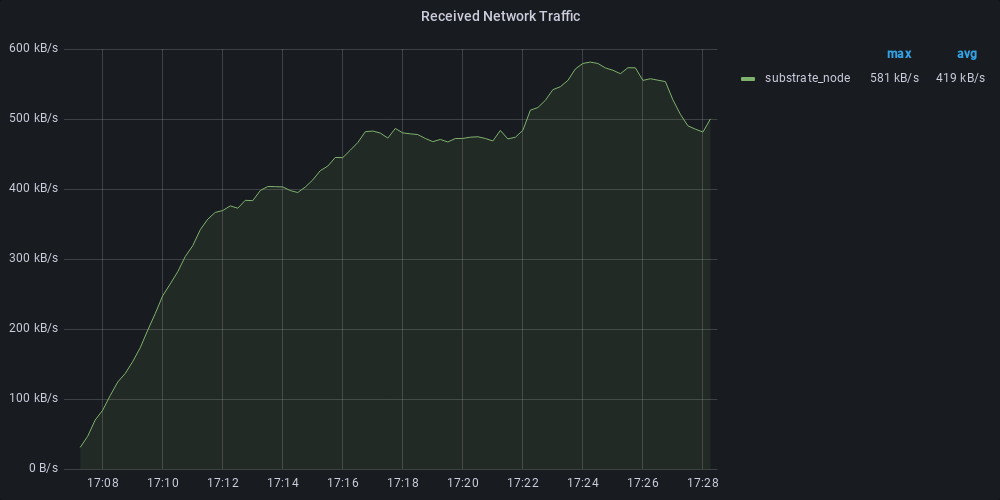 Received Network Traffic
600 kB/s
500 kB/s
400 kB/s
300 kB/s
200 kB/s
100 kB/s
0 B/s
17:08 17:10 17:12 17:14 17:16 17:18 17:20 17:22 17:24 17:26 17:28
max avg
substrate_node 581 kB/s 419 kB/s